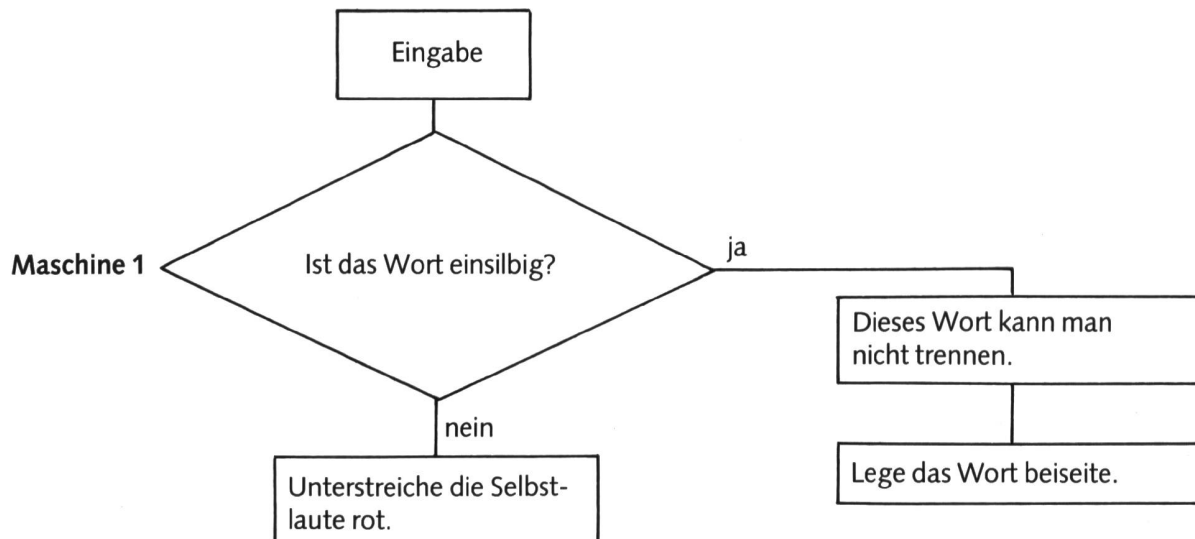 Eingabe
Maschine 1
Ist das Wort einsilbig?
ja
Dieses Wort kann man
nicht trennen.
nein
Lege das Wort beiseite.
Unterstreiche die Selbst-
laute rot.